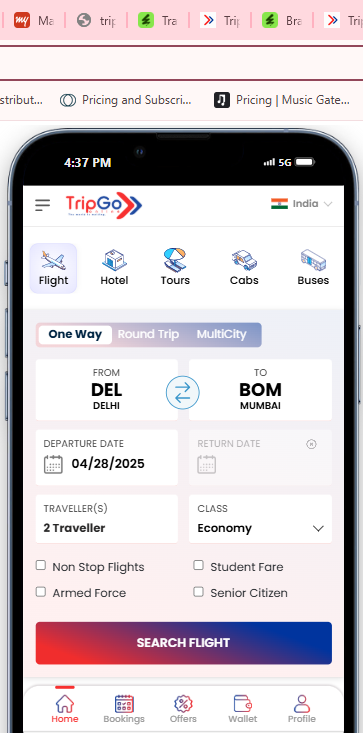 Ma
trip
Tra
Trip
Bra
Trip
stribut...
Pricing and Subscri...
Pricing | Music Gate...
4:37 PM
5G
TripGo
India
Flight
Hotel
Tours
Cabs
Buses
One Way
Round Trip
MultiCity
FROM
DEL
DELHI
TO
BOM
MUMBAI
DEPARTURE DATE
04/28/2025
RETURN DATE
TRAVELLER(S)
2 Traveller
CLASS
Economy
Non Stop Flights
Student Fare
Armed Force
Senior Citizen
SEARCH FLIGHT
Home
Bookings
Offers
Wallet
Profile